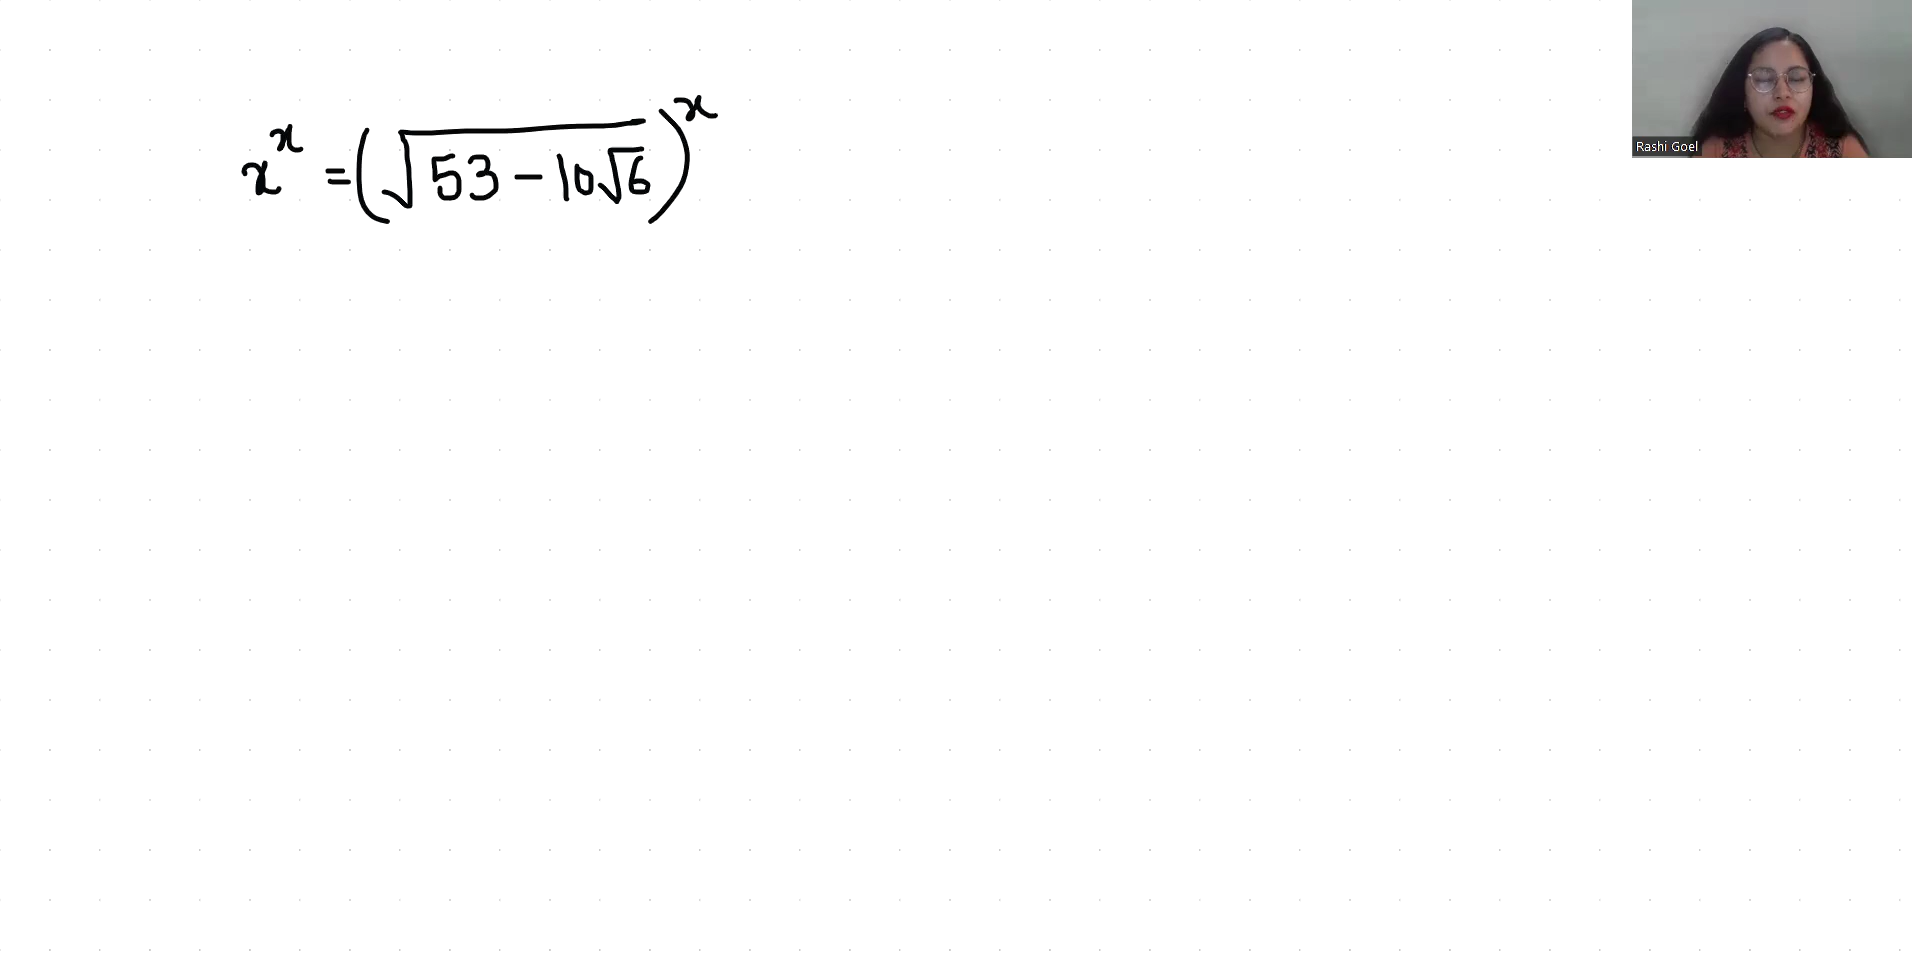 x^x = (√(53 − 10√6))^x
Rashi Goel